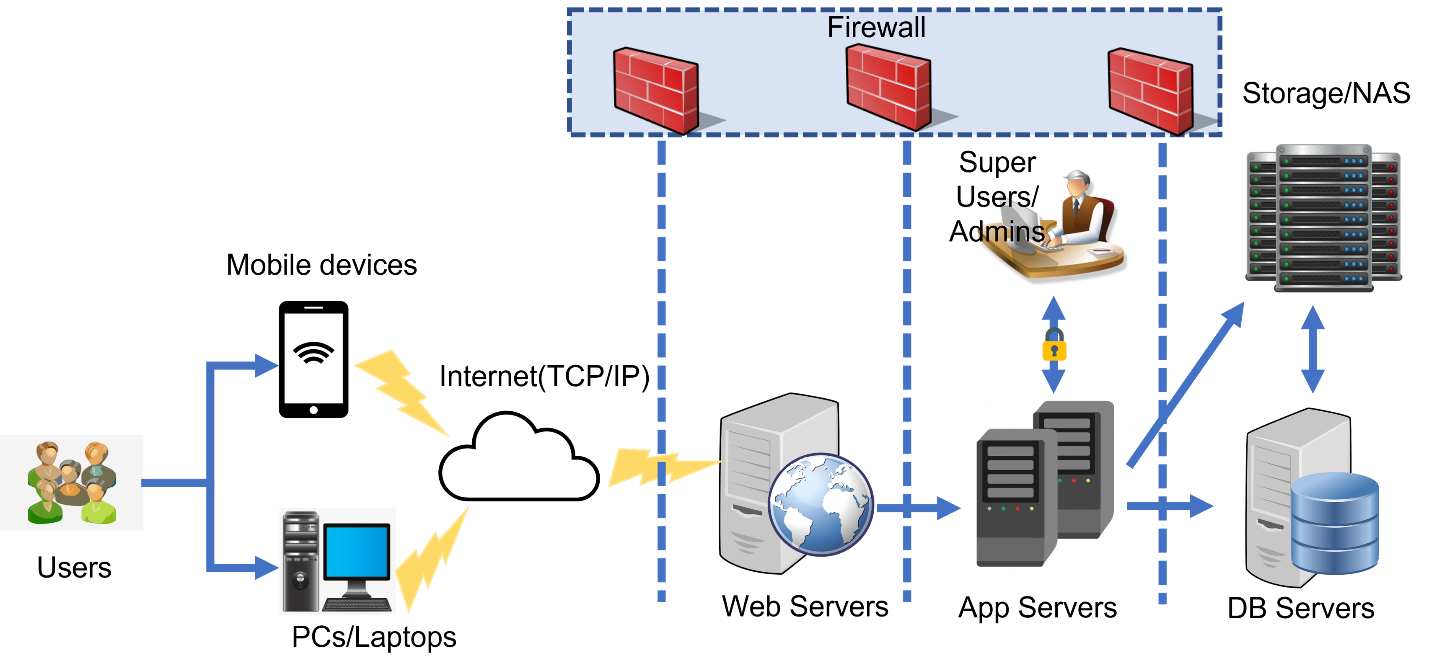 Firewall
Storage/NAS
Super
Users/
Admins
Mobile devices
Internet(TCP/IP)
Users
Web Servers
App Servers
DB Servers
PCs/Laptops